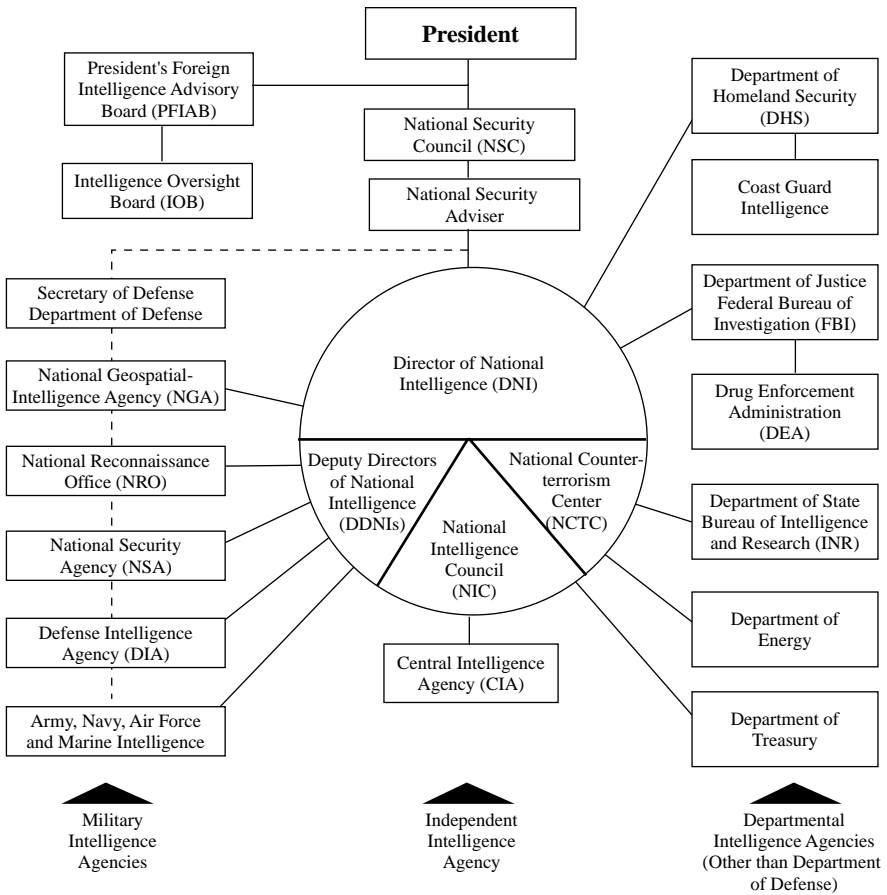 President
President's Foreign
Intelligence Advisory
Board (PFIAB)
Intelligence Oversight
Board (IOB)
National Security
Council (NSC)
National Security
Adviser
Department of
Homeland Security
(DHS)
Coast Guard
Intelligence
Secretary of Defense
Department of Defense
National Geospatial-
Intelligence Agency (NGA)
National Reconnaissance
Office (NRO)
National Security
Agency (NSA)
Defense Intelligence
Agency (DIA)
Army, Navy, Air Force
and Marine Intelligence
Director of National
Intelligence (DNI)
Deputy Directors
of National
Intelligence
(DDNIs)
National
Intelligence
Council
(NIC)
National Counter-
terrorism
Center
(NCTC)
Central Intelligence
Agency (CIA)
Department of Justice
Federal Bureau of
Investigation (FBI)
Drug Enforcement
Administration
(DEA)
Department of State
Bureau of Intelligence
and Research (INR)
Department of
Energy
Department of
Treasury
Military
Intelligence
Agencies
Independent
Intelligence
Agency
Departmental
Intelligence Agencies
(Other than Department
of Defense)